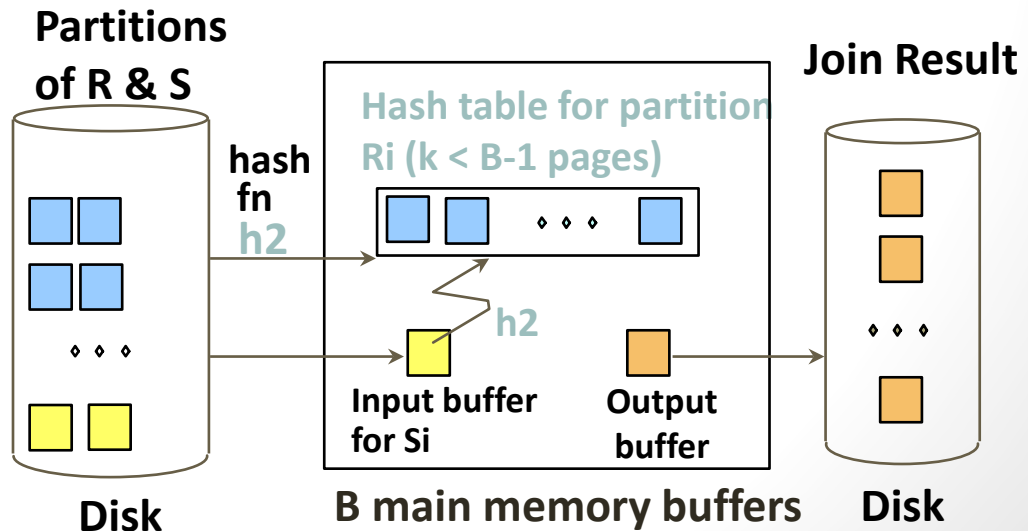 Partitions
of R & S
hash
fn
h2
Hash table for partition
Ri (k < B-1 pages)
h2
Input buffer
for Si
Output
buffer
Join Result
Disk
B main memory buffers
Disk